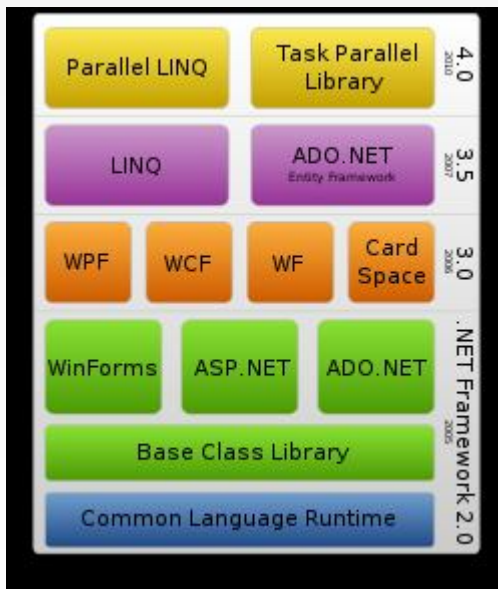 Parallel LINQ
Task Parallel
Library
4.0
2010
LINQ
ADO.NET
Entity Framework
3.5
2007
WPF
WCF
WF
Card
Space
3.0
2006
WinForms
ASP.NET
ADO.NET
Base Class Library
Common Language Runtime
.NET Framework 2.0
2005